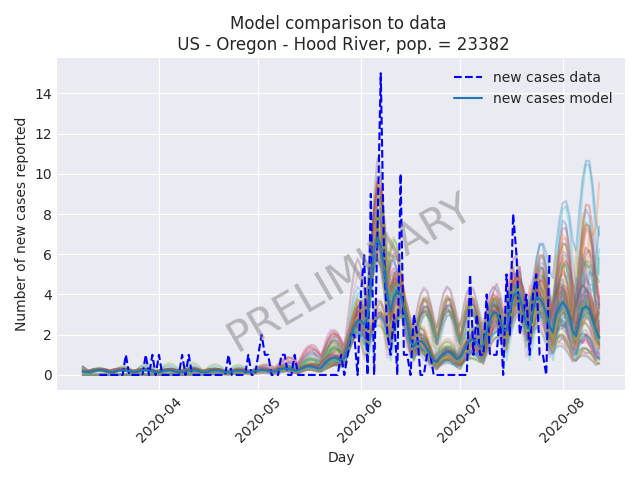 Model comparison to data
US - Oregon - Hood River, pop. = 23382
new cases data
new cases model
PRELIMINARY
Number of new cases reported
14
12
10
8
6
4
2
0
2020-04
2020-05
2020-06
2020-07
2020-08
Day